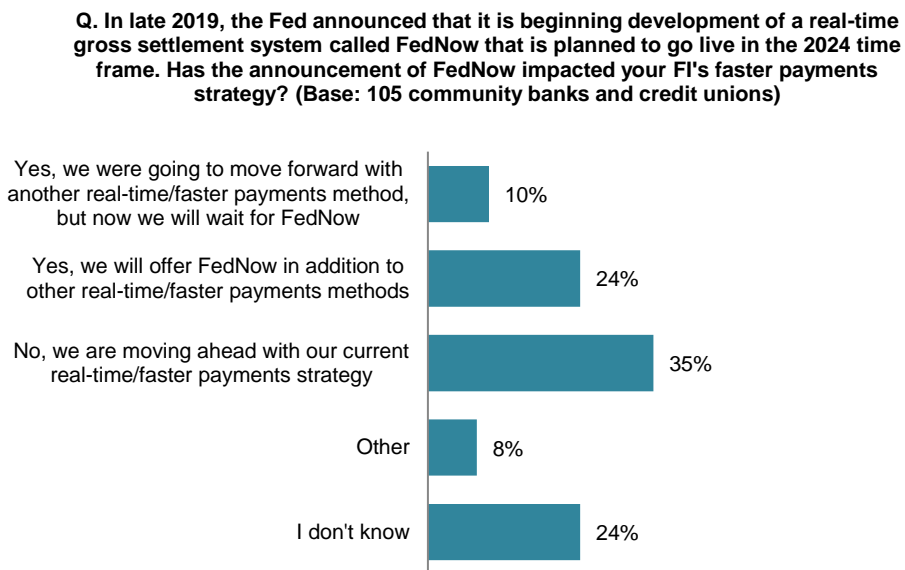 Q. In late 2019, the Fed announced that it is beginning development of a real-time
gross settlement system called FedNow that is planned to go live in the 2024 time
frame. Has the announcement of FedNow impacted your FI's faster payments
strategy? (Base: 105 community banks and credit unions)
Yes, we were going to move forward with
another real-time/faster payments method,
but now we will wait for FedNow
10%
Yes, we will offer FedNow in addition to
other real-time/faster payments methods
24%
No, we are moving ahead with our current
real-time/faster payments strategy
35%
Other
8%
I don't know
24%